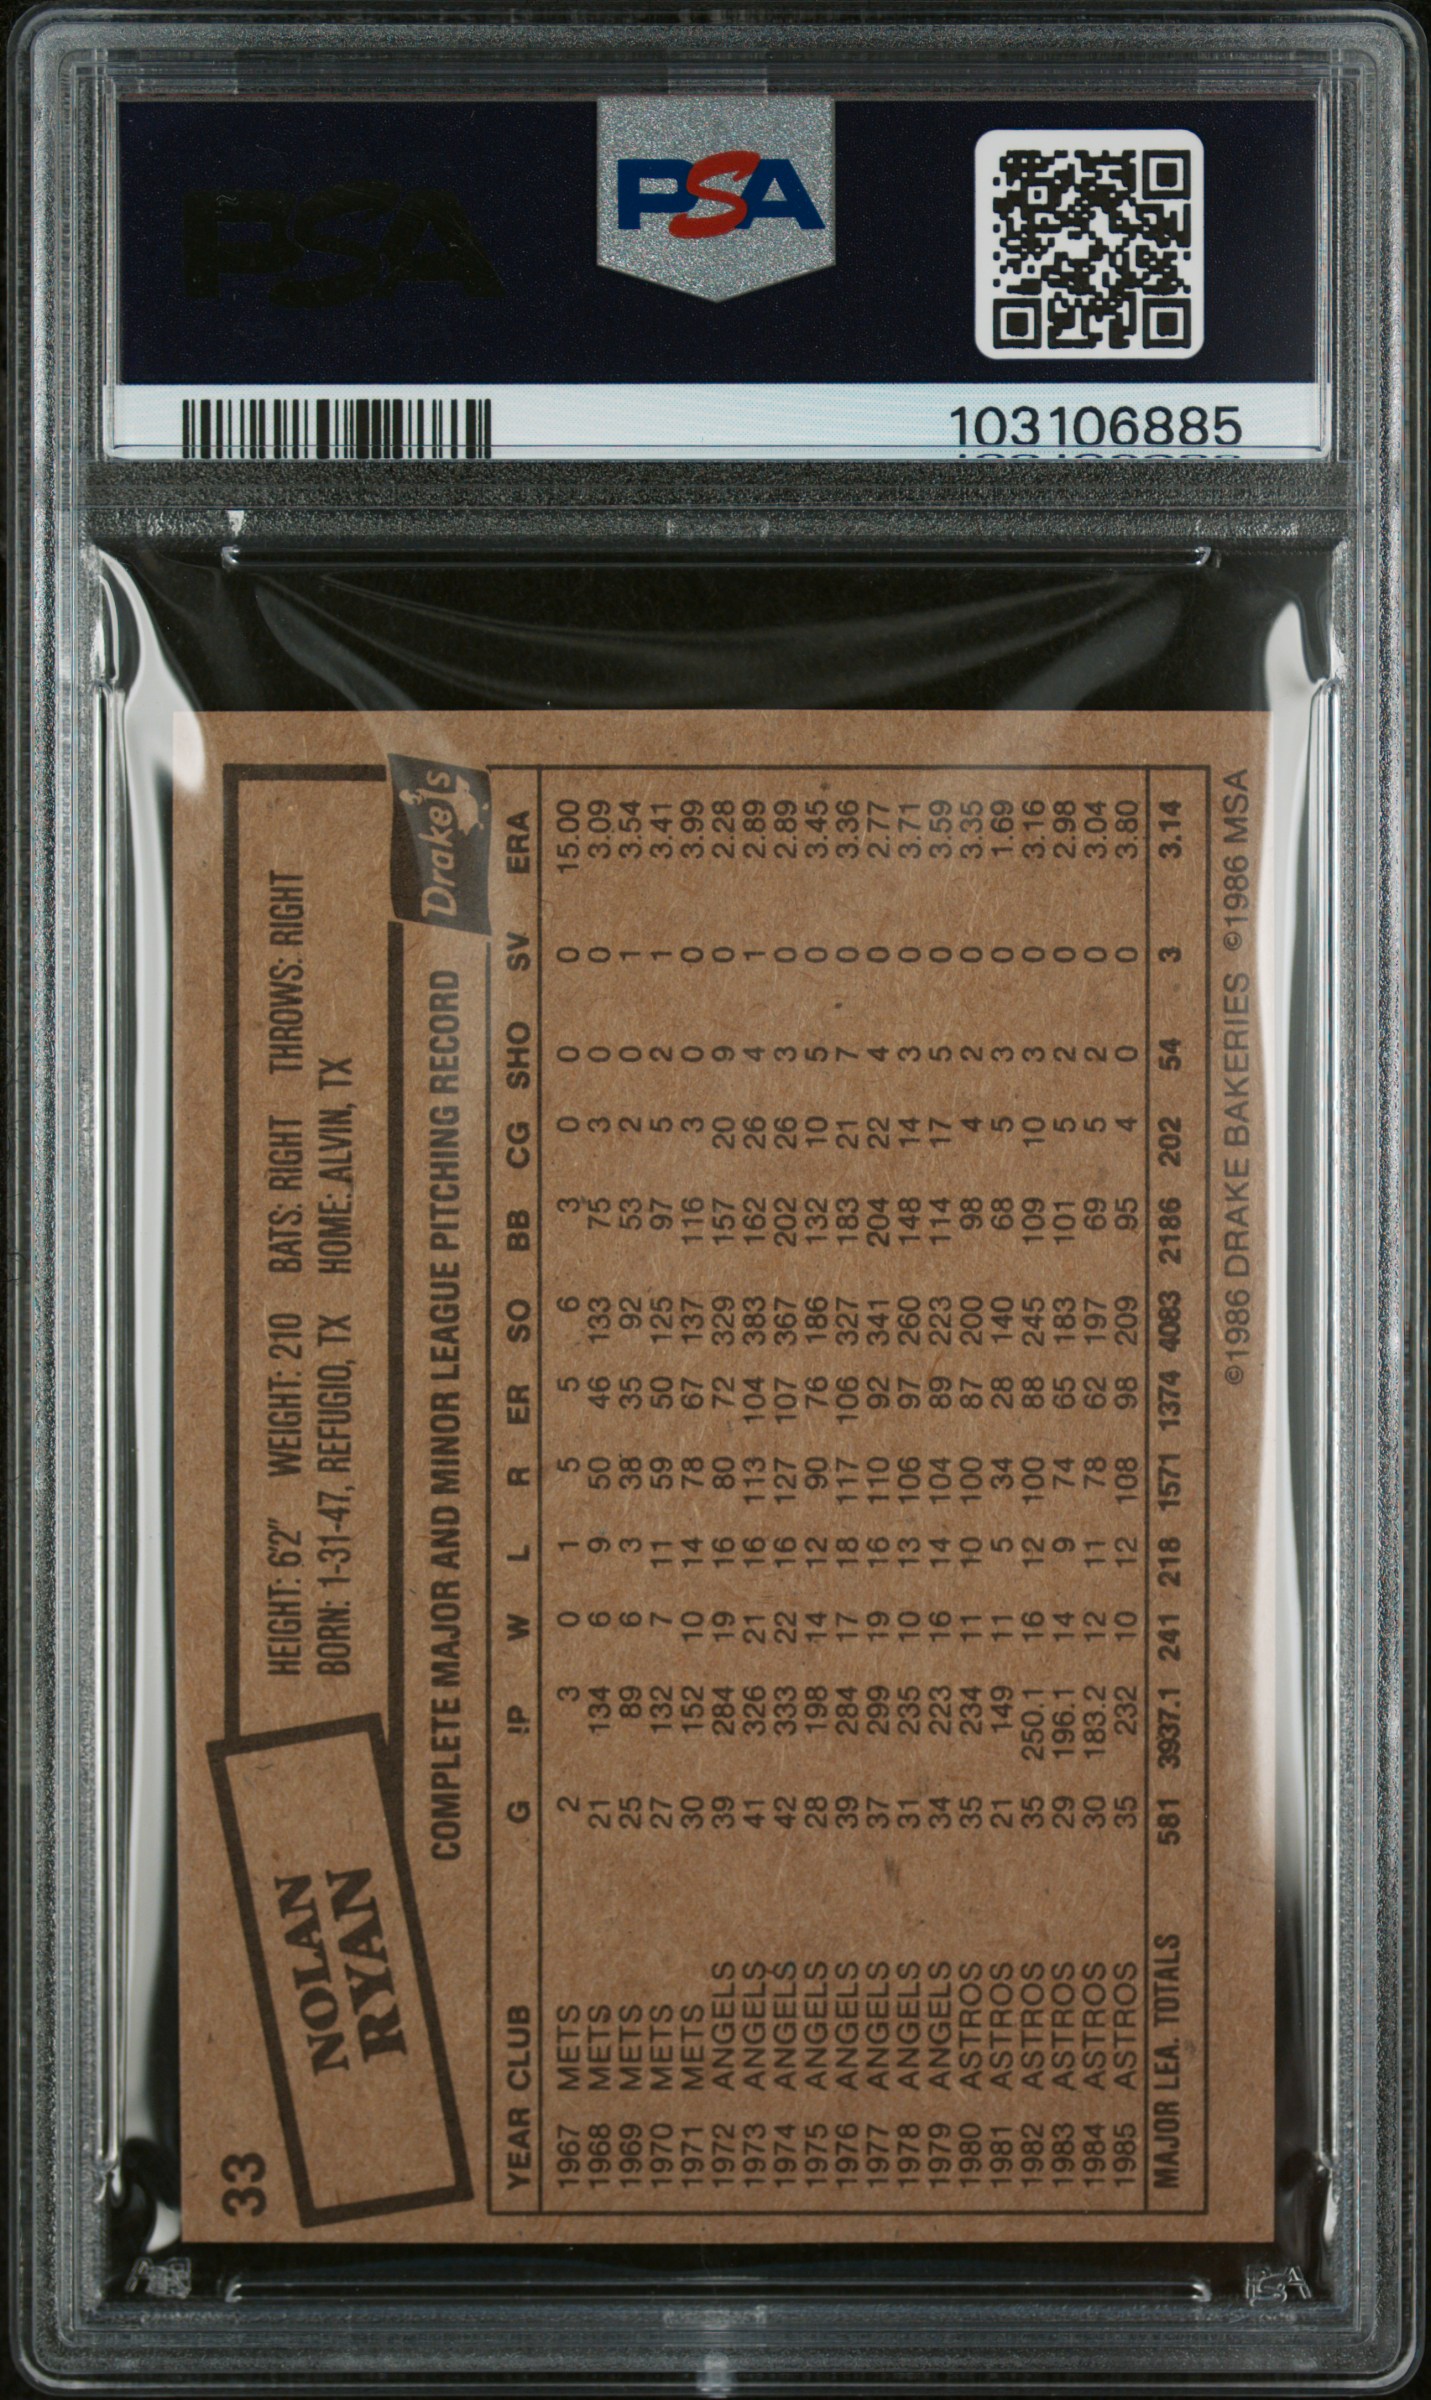 PSA
PSA
103106885
33
NOLAN
RYAN
HEIGHT: 6'2" WEIGHT: 210 BATS: RIGHT THROWS: RIGHT
BORN: 1-31-47, REFUGIO, TX HOME: ALVIN, TX
Drake's
COMPLETE MAJOR AND MINOR LEAGUE PITCHING RECORD
YEAR CLUB G IP W L R ER SO BB CG SHO SV ERA
1967 METS 2 3 0 1 5 5 6 3 0 0 0 15.00
1968 METS 21 134 6 9 50 46 133 75 3 0 0 3.09
1969 METS 25 89 6 3 38 35 92 53 2 0 1 3.54
1970 METS 27 132 7 11 59 50 125 97 5 2 1 3.41
1971 METS 30 152 10 14 78 67 137 116 3 0 0 3.99
1972 ANGELS 39 284 19 16 80 72 329 157 20 9 0 2.28
1973 ANGELS 41 326 21 16 113 104 383 162 26 4 1 2.89
1974 ANGELS 42 333 22 16 127 107 367 202 26 3 0 2.89
1975 ANGELS 28 198 14 12 90 76 186 132 10 5 0 3.45
1976 ANGELS 39 284 17 18 117 106 327 183 21 7 0 3.36
1977 ANGELS 37 299 19 16 110 92 341 204 22 4 0 2.77
1978 ANGELS 31 235 10 13 106 97 260 148 14 3 0 3.71
1979 ANGELS 34 223 16 14 104 89 223 114 17 5 0 3.59
1980 ASTROS 35 234 11 10 100 87 200 98 4 2 0 3.35
1981 ASTROS 21 149 11 5 34 28 140 68 5 3 0 1.69
1982 ASTROS 35 250.1 16 12 100 88 245 109 10 3 0 3.16
1983 ASTROS 29 196.1 14 9 74 65 183 101 5 2 0 2.98
1984 ASTROS 30 183.2 12 11 78 62 197 69 5 2 0 3.04
1985 ASTROS 35 232 10 12 108 98 209 95 4 0 0 3.80
MAJOR LEA. TOTALS 581 3937.1 241 218 1571 1374 4083 2186 202 54 3 3.14
©1986 DRAKE BAKERIES ©1986 MSA
PSA